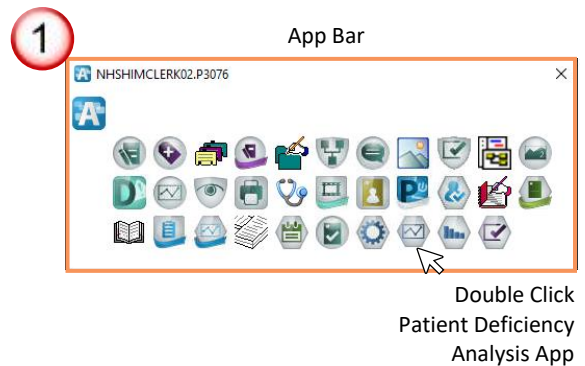 1
App Bar
NHSHIMCLERK02.P3076
Double Click
Patient Deficiency
Analysis App